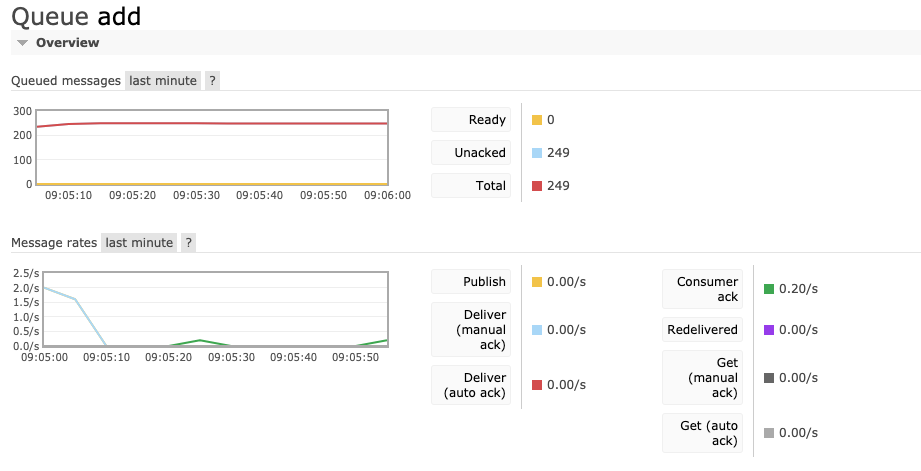 Queue add
Overview
Queued messages last minute ?
300
200
100
0
09:05:10 09:05:20 09:05:30 09:05:40 09:05:50 09:06:00
Ready 0
Unacked 249
Total 249
Message rates last minute ?
2.5/s
2.0/s
1.5/s
1.0/s
0.5/s
0.0/s
09:05:00 09:05:10 09:05:20 09:05:30 09:05:40 09:05:50
Publish 0.00/s
Deliver
(manual 0.00/s
ack)
Deliver 0.00/s
(auto ack)
Consumer 0.20/s
ack
Redelivered 0.00/s
Get
(manual 0.00/s
ack)
Get (auto 0.00/s
ack)